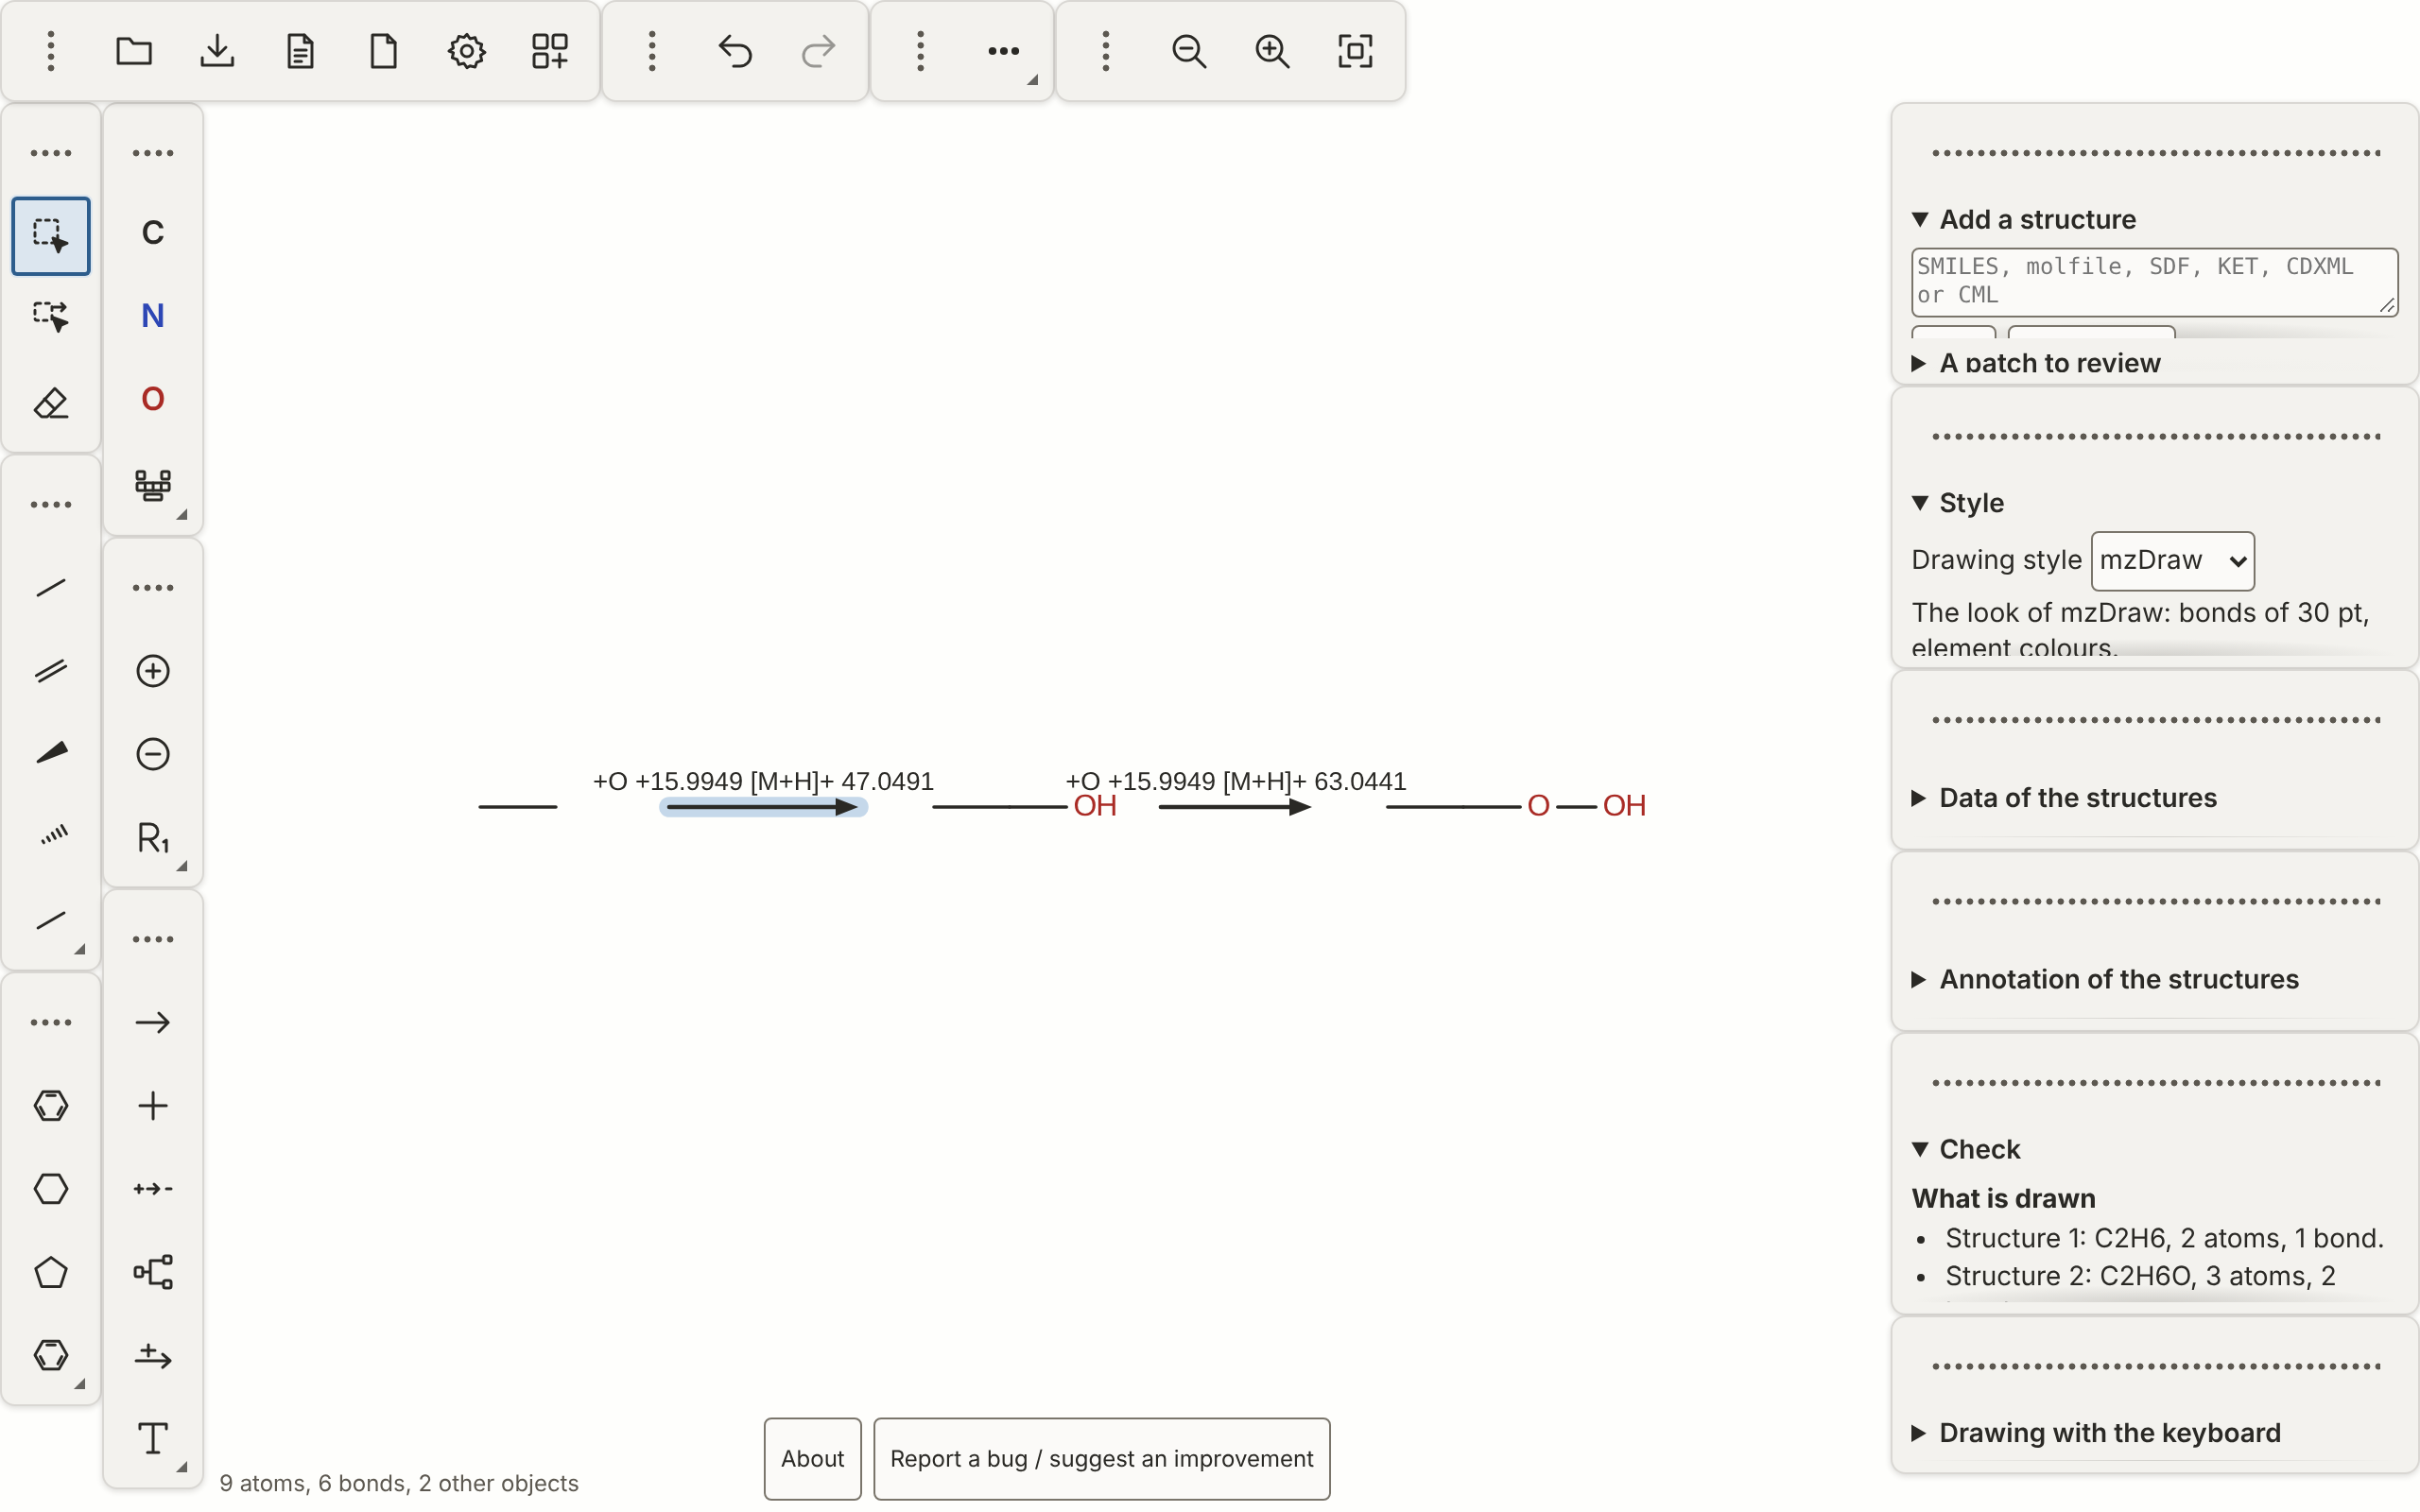 C
N
O
R1
T
+O +15.9949 [M+H]+ 47.0491
+O +15.9949 [M+H]+ 63.0441
OH
O
OH
Add a structure
SMILES, molfile, SDF, KET, CDXML
or CML
A patch to review
Style
Drawing style mzDraw
The look of mzDraw: bonds of 30 pt,
element colours.
Data of the structures
Annotation of the structures
Check
What is drawn
• Structure 1: C2H6, 2 atoms, 1 bond.
• Structure 2: C2H6O, 3 atoms, 2
Drawing with the keyboard
About
Report a bug / suggest an improvement
9 atoms, 6 bonds, 2 other objects